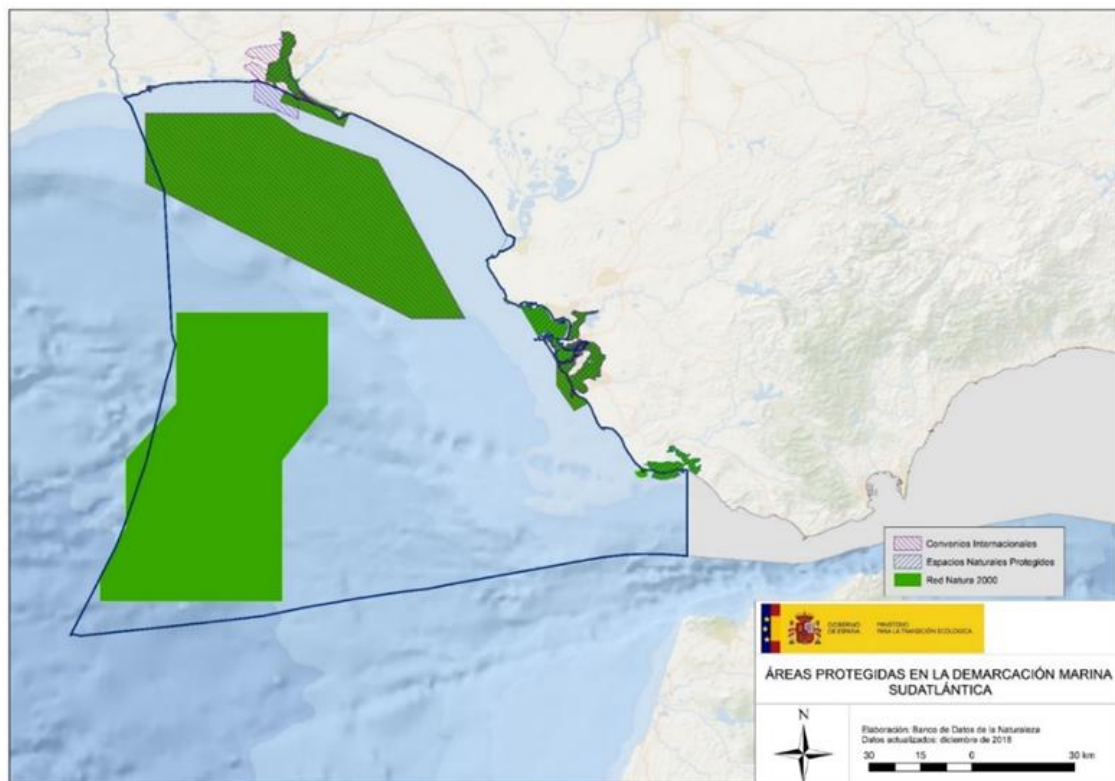 Convenios Internacionales
Espacios Naturales Protegidos
Red Natura 2000
GOBIERNO
DE ESPAÑA
MINISTERIO
PARA LA TRANSICIÓN ECOLÓGICA
ÁREAS PROTEGIDAS EN LA DEMARCACIÓN MARINA
SUDATLÁNTICA
N
Elaboración: Banco de Datos de la Naturaleza
Datos actualizados: diciembre de 2018
30 15 0 30 km